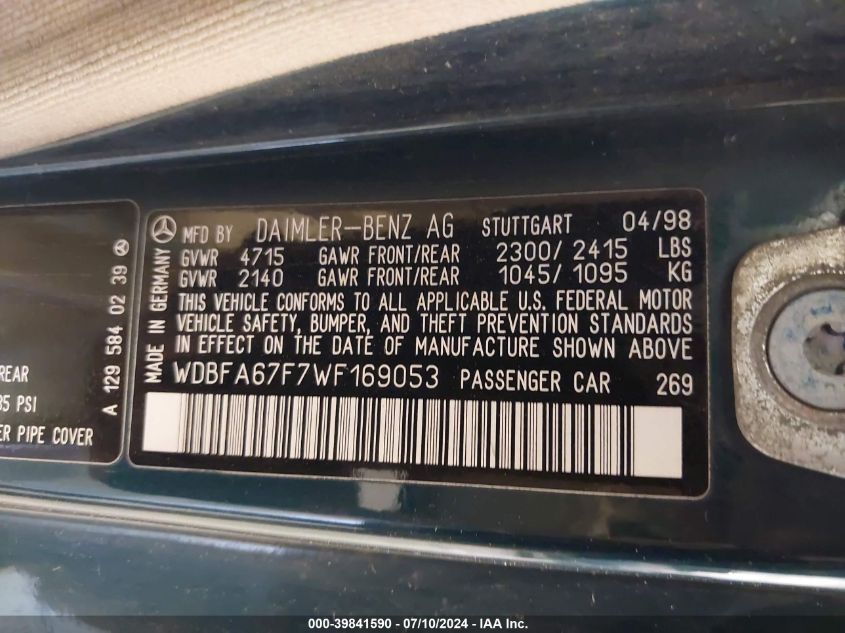 MFD BY DAIMLER-BENZ AG STUTTGART 04/98
GVWR 4715 GAWR FRONT/REAR 2300/ 2415 LBS
GVWR 2140 GAWR FRONT/REAR 1045/ 1095 KG
THIS VEHICLE CONFORMS TO ALL APPLICABLE U.S. FEDERAL MOTOR
VEHICLE SAFETY, BUMPER, AND THEFT PREVENTION STANDARDS
IN EFFECT ON THE DATE OF MANUFACTURE SHOWN ABOVE
WDBFA67F7WF169053 PASSENGER CAR 269
MADE IN GERMANY
A 129 584 02 39
REAR
35 PSI
ER PIPE COVER
000-39841590 - 07/10/2024 - IAA Inc.